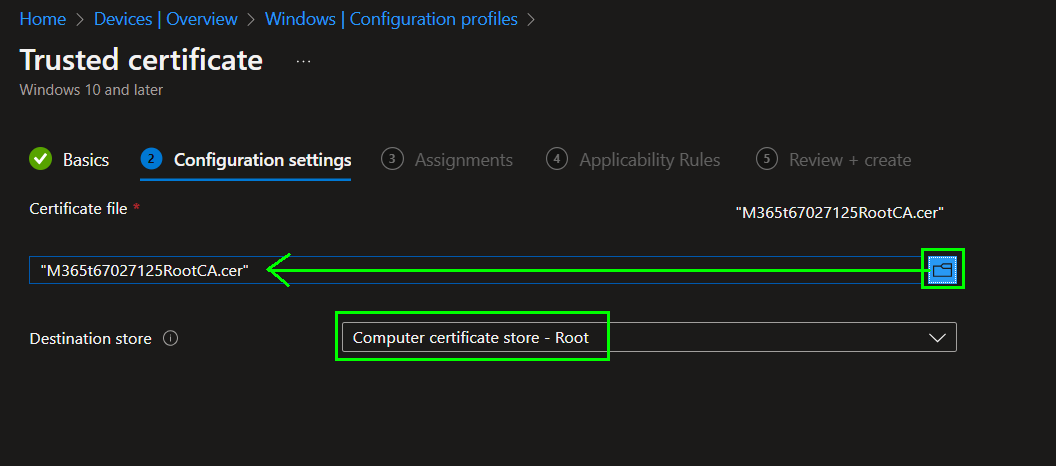 Home > Devices | Overview > Windows | Configuration profiles >
Trusted certificate ...
Windows 10 and later
Basics 2 Configuration settings 3 Assignments 4 Applicability Rules 5 Review + create
Certificate file *
"M365t67027125RootCA.cer"
"M365t67027125RootCA.cer"
Destination store
Computer certificate store - Root